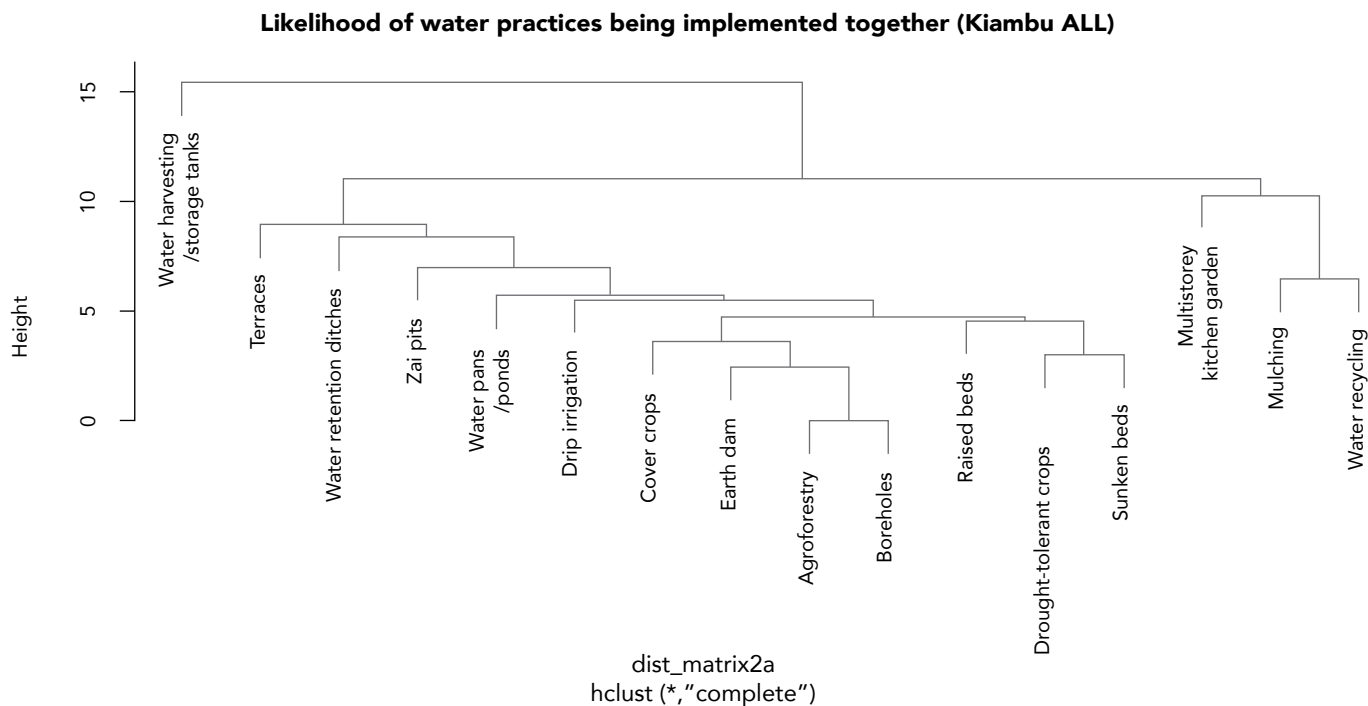 Likelihood of water practices being implemented together (Kiambu ALL)
Height
15
10
5
0
Water harvesting
/storage tanks
Terraces
Water retention ditches
Zai pits
Water pans
/ponds
Drip irrigation
Cover crops
Earth dam
Agroforestry
Boreholes
Raised beds
Drought-tolerant crops
Sunken beds
Multistorey
kitchen garden
Mulching
Water recycling
dist_matrix2a
hclust (*,”complete”)